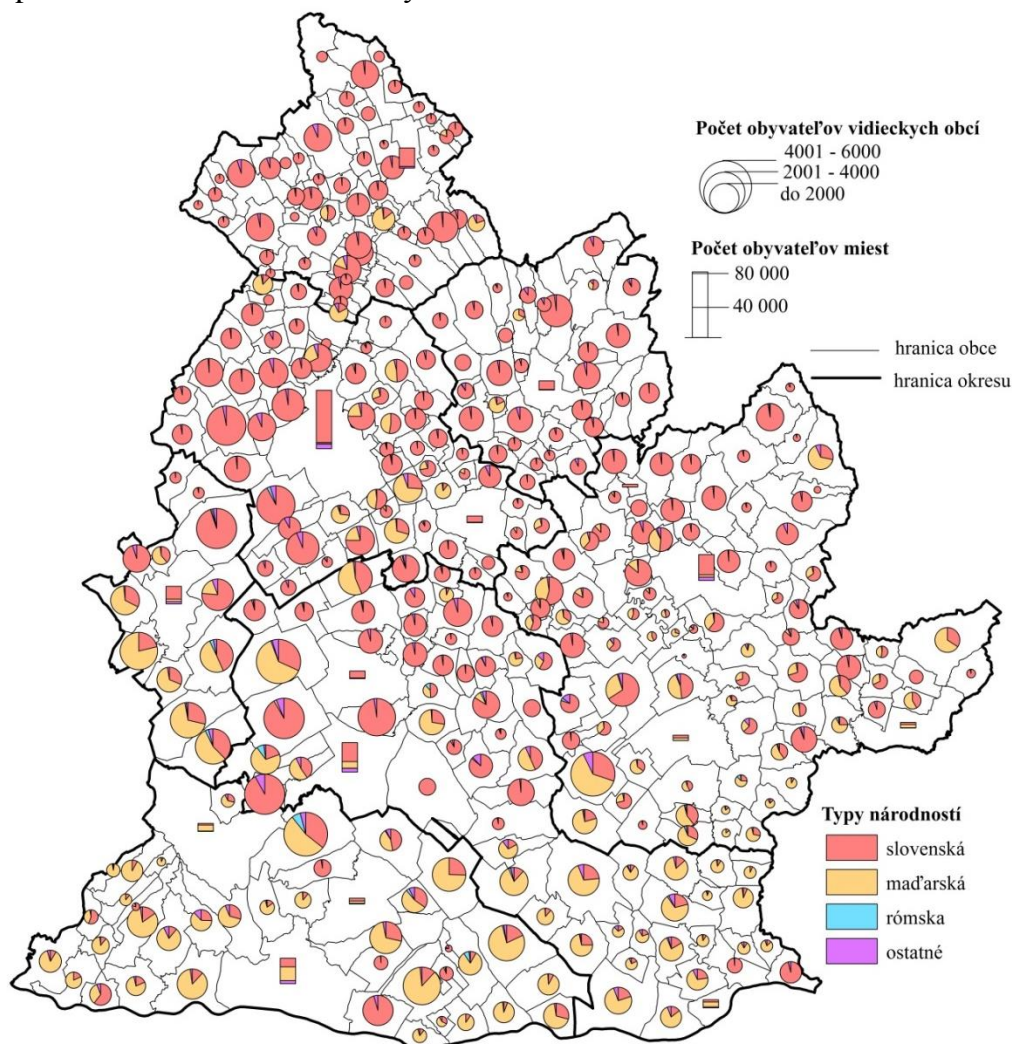 Počet obyvateľov vidieckych obcí
4001 - 6000
2001 - 4000
do 2000
Počet obyvateľov miest
80 000
40 000
hranica obce
hranica okresu
Typy národností
slovenská
maďarská
rómska
ostatné